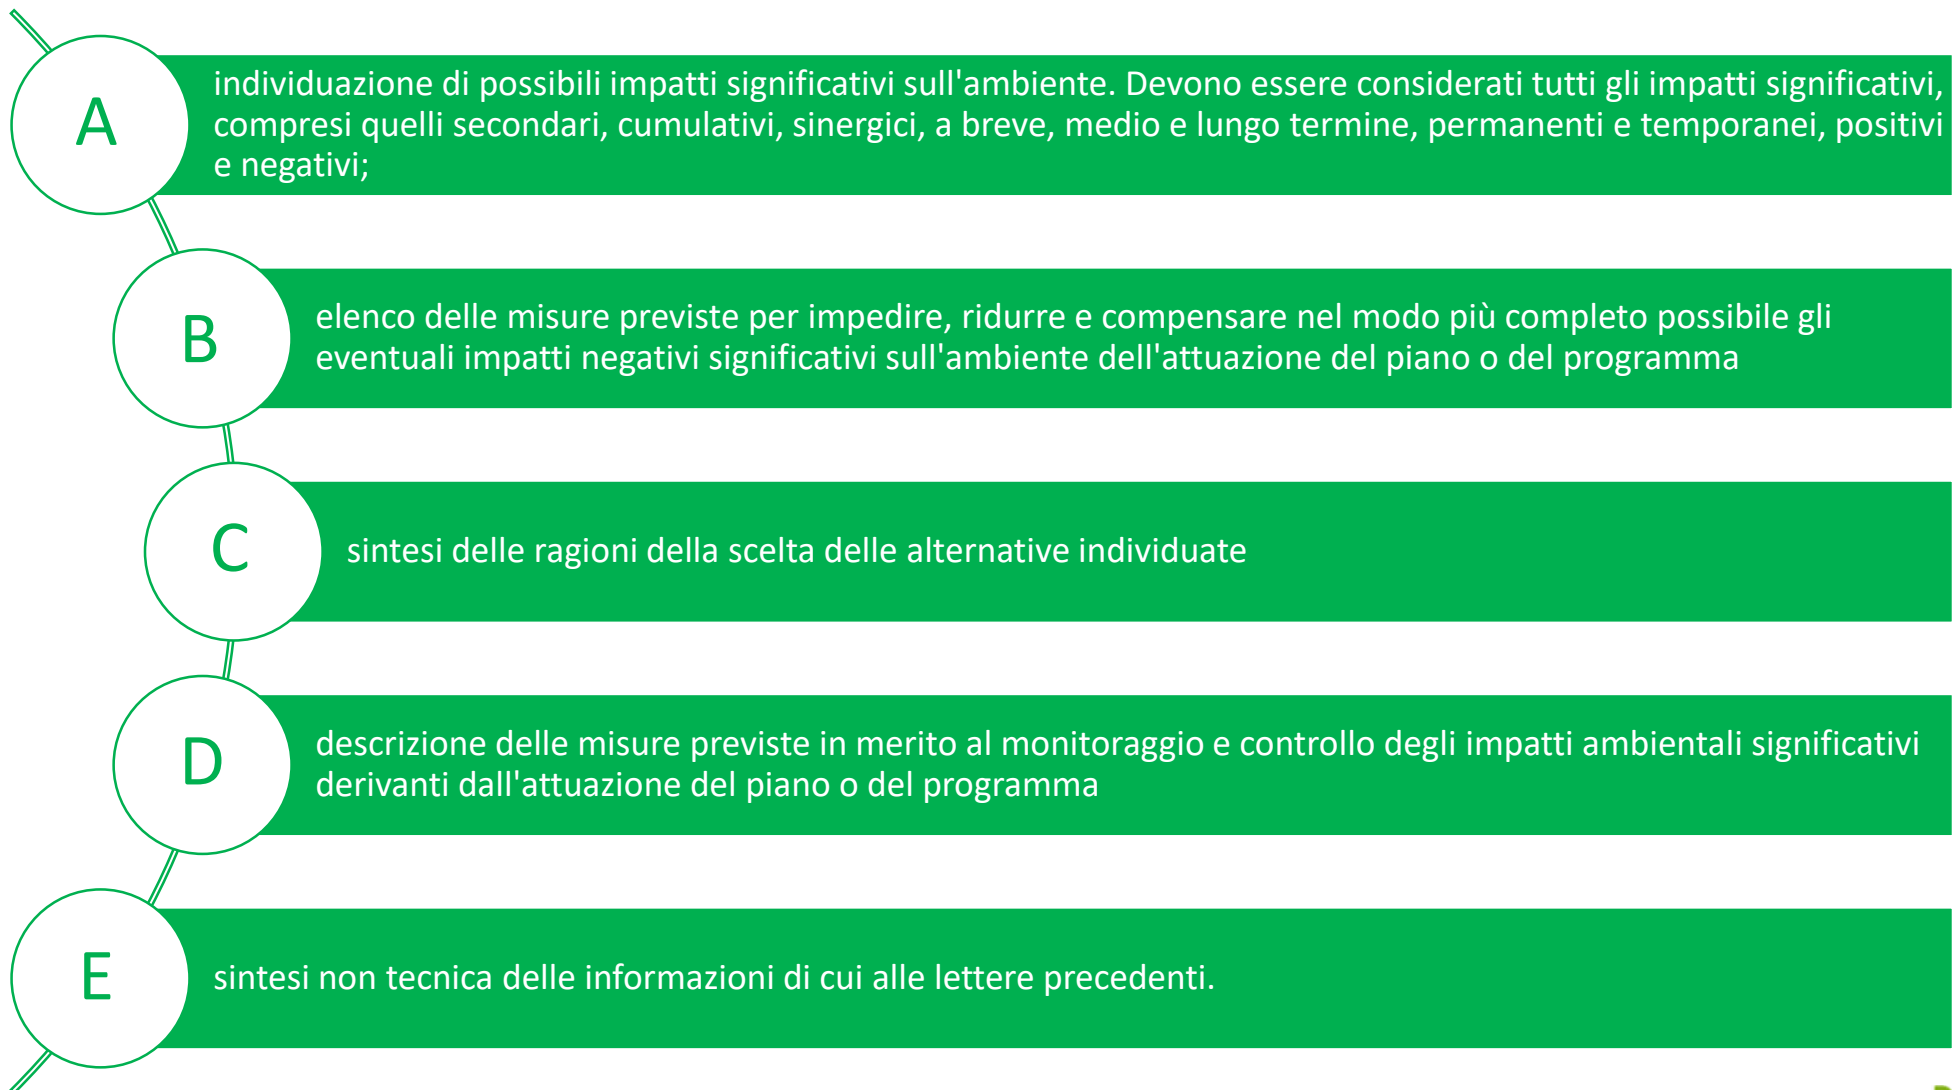 A
individuazione di possibili impatti significativi sull'ambiente. Devono essere considerati tutti gli impatti significativi,
compresi quelli secondari, cumulativi, sinergici, a breve, medio e lungo termine, permanenti e temporanei, positivi
e negativi;
B
elenco delle misure previste per impedire, ridurre e compensare nel modo più completo possibile gli
eventuali impatti negativi significativi sull'ambiente dell'attuazione del piano o del programma
C
sintesi delle ragioni della scelta delle alternative individuate
D
descrizione delle misure previste in merito al monitoraggio e controllo degli impatti ambientali significativi
derivanti dall'attuazione del piano o del programma
E
sintesi non tecnica delle informazioni di cui alle lettere precedenti.